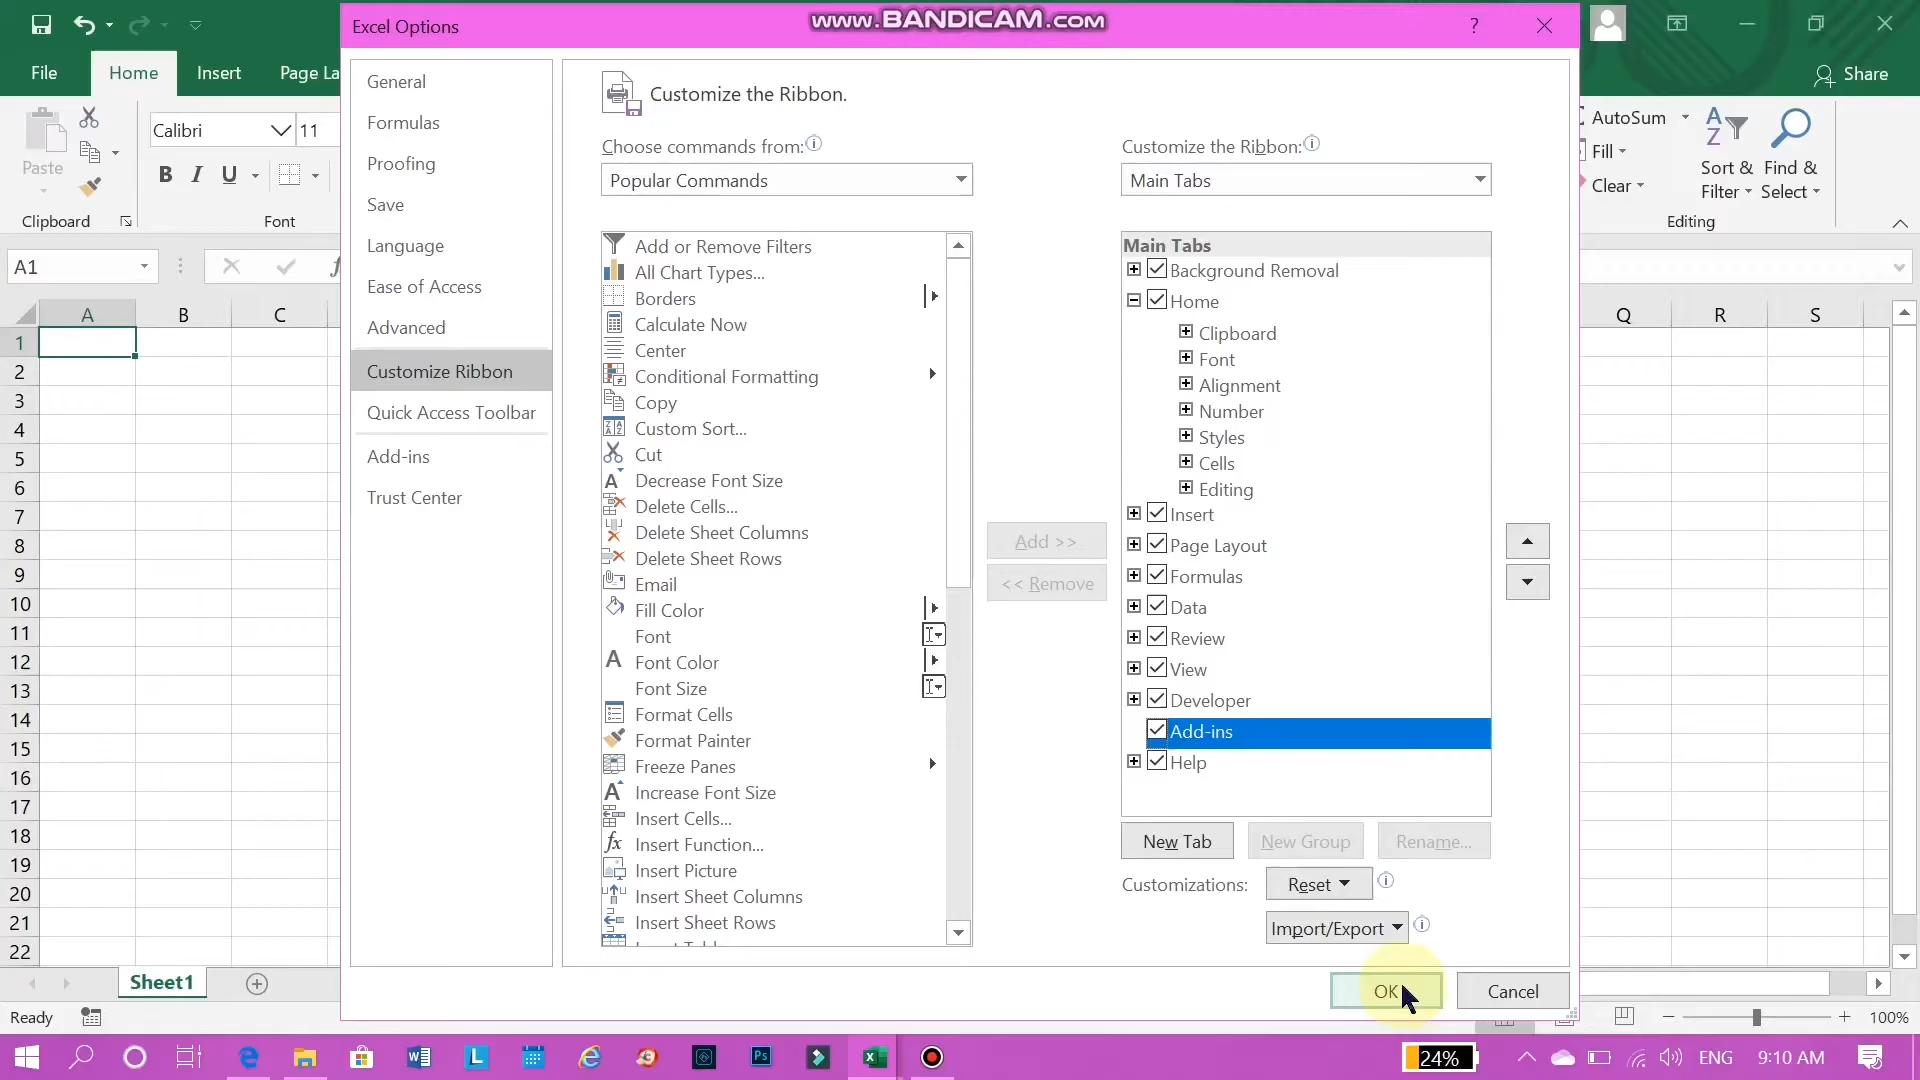 www.BANDICAM.com
Excel Options
?
File
Home
Insert
Page La
Share
Paste
Clipboard
Calibri
11
B I U
Font
AutoSum
Fill
Clear
Sort & Filter
Find & Select
Editing
A1
A B C
Q R S
1
2
3
4
5
6
7
8
9
10
11
12
13
14
15
16
17
18
19
20
21
22
General
Formulas
Proofing
Save
Language
Ease of Access
Advanced
Customize Ribbon
Quick Access Toolbar
Add-ins
Trust Center
Customize the Ribbon.
Choose commands from:
Popular Commands
Add or Remove Filters
All Chart Types...
Borders
Calculate Now
Center
Conditional Formatting
Copy
Custom Sort...
Cut
Decrease Font Size
Delete Cells...
Delete Sheet Columns
Delete Sheet Rows
Email
Fill Color
Font
Font Color
Font Size
Format Cells
Format Painter
Freeze Panes
Increase Font Size
Insert Cells...
Insert Function...
Insert Picture
Insert Sheet Columns
Insert Sheet Rows
Add >>
<< Remove
Customize the Ribbon:
Main Tabs
Main Tabs
Background Removal
Home
Clipboard
Font
Alignment
Number
Styles
Cells
Editing
Insert
Page Layout
Formulas
Data
Review
View
Developer
Add-ins
Help
New Tab
New Group
Rename...
Customizations:
Reset
Import/Export
OK
Cancel
Sheet1
Ready
100%
24%
ENG
9:10 AM